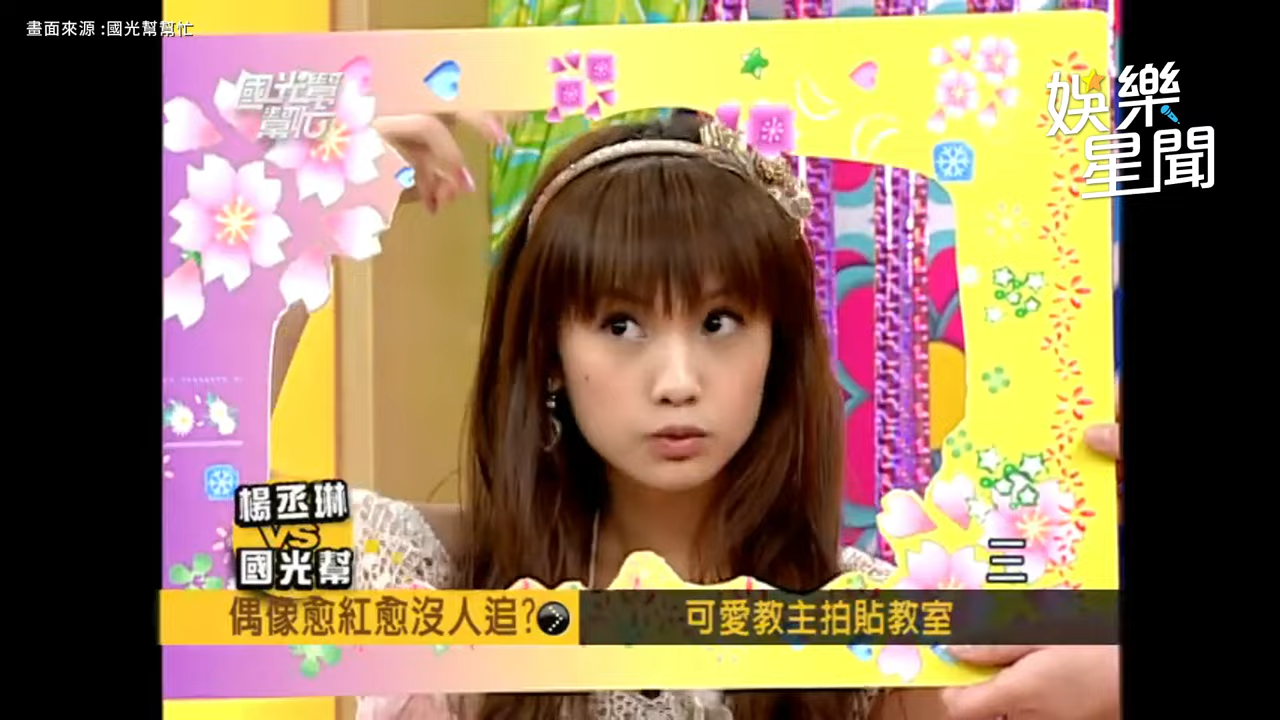 畫面來源 :國光幫幫忙
國光幫
幫忙
娛樂
星聞
楊丞琳
VS
國光幫
三
偶像愈紅愈沒人追?
可愛教主拍貼教室